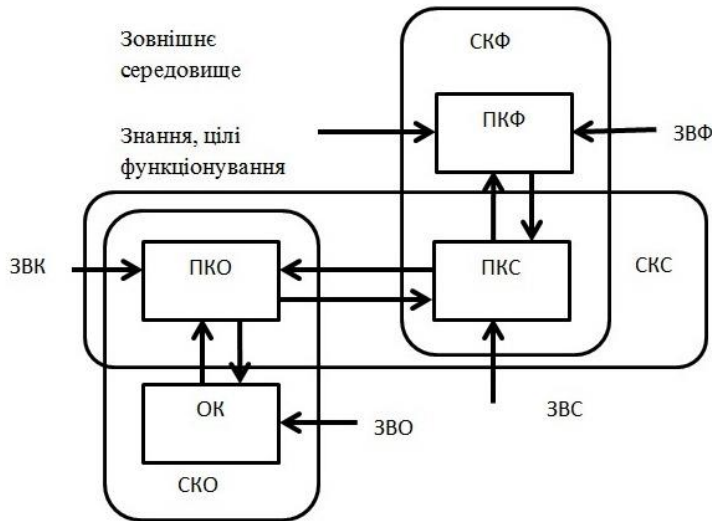 Зовнішнє
середовище
СКФ
ПКФ
Знання, цілі
функціонування
ЗВФ
ЗВК
ПКО
ПКС
СКС
ОК
ЗВО
ЗВС
СКО